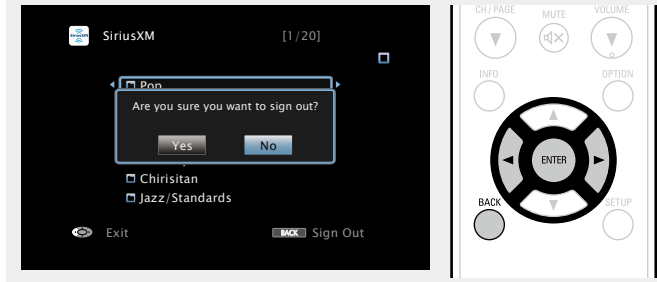 SiriusXM [1/20]
Pop
Are you sure you want to sign out?
Yes No
Chirisitan
Jazz/Standards
Exit BACK Sign Out
CH / PAGE MUTE VOLUME
INFO OPTION
ENTER
BACK SETUP